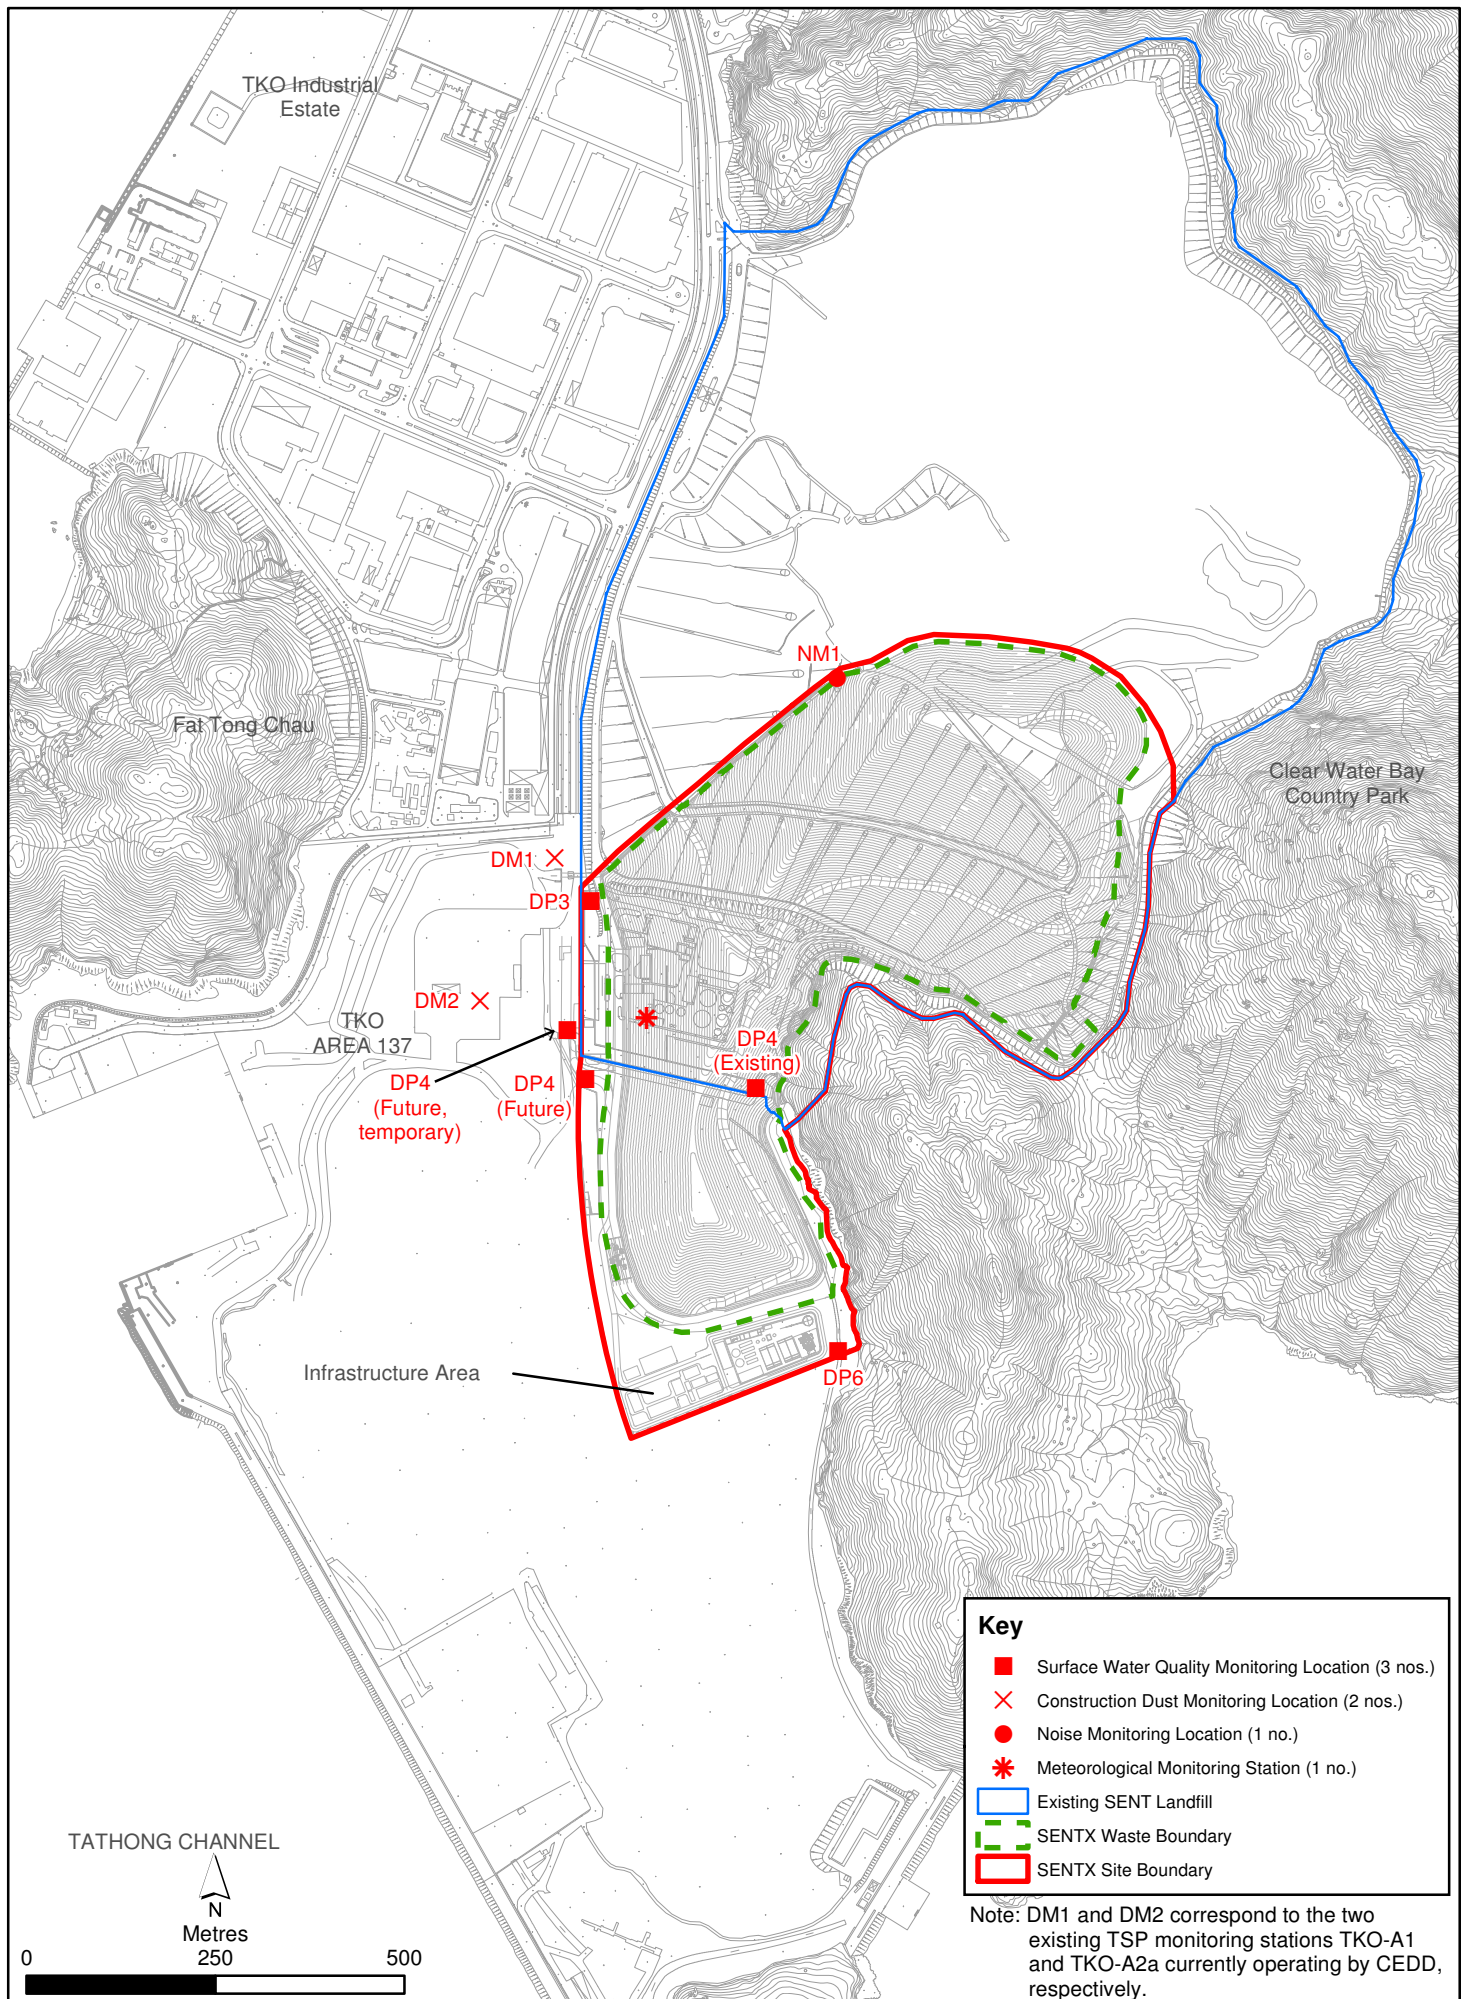 TKO Industrial
Estate
NM1
Fat Tong Chau
Clear Water Bay
Country Park
DM1
DP3
DM2
TKO
AREA 137
DP4
(Existing)
DP4
(Future,
temporary)
DP4
(Future)
Infrastructure Area
DP6
Key
Surface Water Quality Monitoring Location (3 nos.)
Construction Dust Monitoring Location (2 nos.)
Noise Monitoring Location (1 no.)
Meteorological Monitoring Station (1 no.)
Existing SENT Landfill
SENTX Waste Boundary
SENTX Site Boundary
TATHONG CHANNEL
N
Metres
0 250 500
Note: DM1 and DM2 correspond to the two
existing TSP monitoring stations TKO-A1
and TKO-A2a currently operating by CEDD,
respectively.